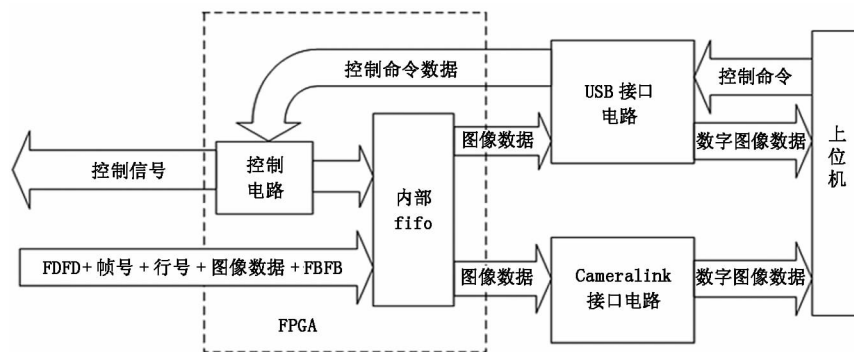 控制命令数据
控制命令
USB 接口
电路
图像数据
数字图像数据
上位机
控制信号
控制
电路
内部
fifo
FDFD+ 帧号 + 行号 + 图像数据 + FBFB
图像数据
Cameralink
接口电路
数字图像数据
FPGA